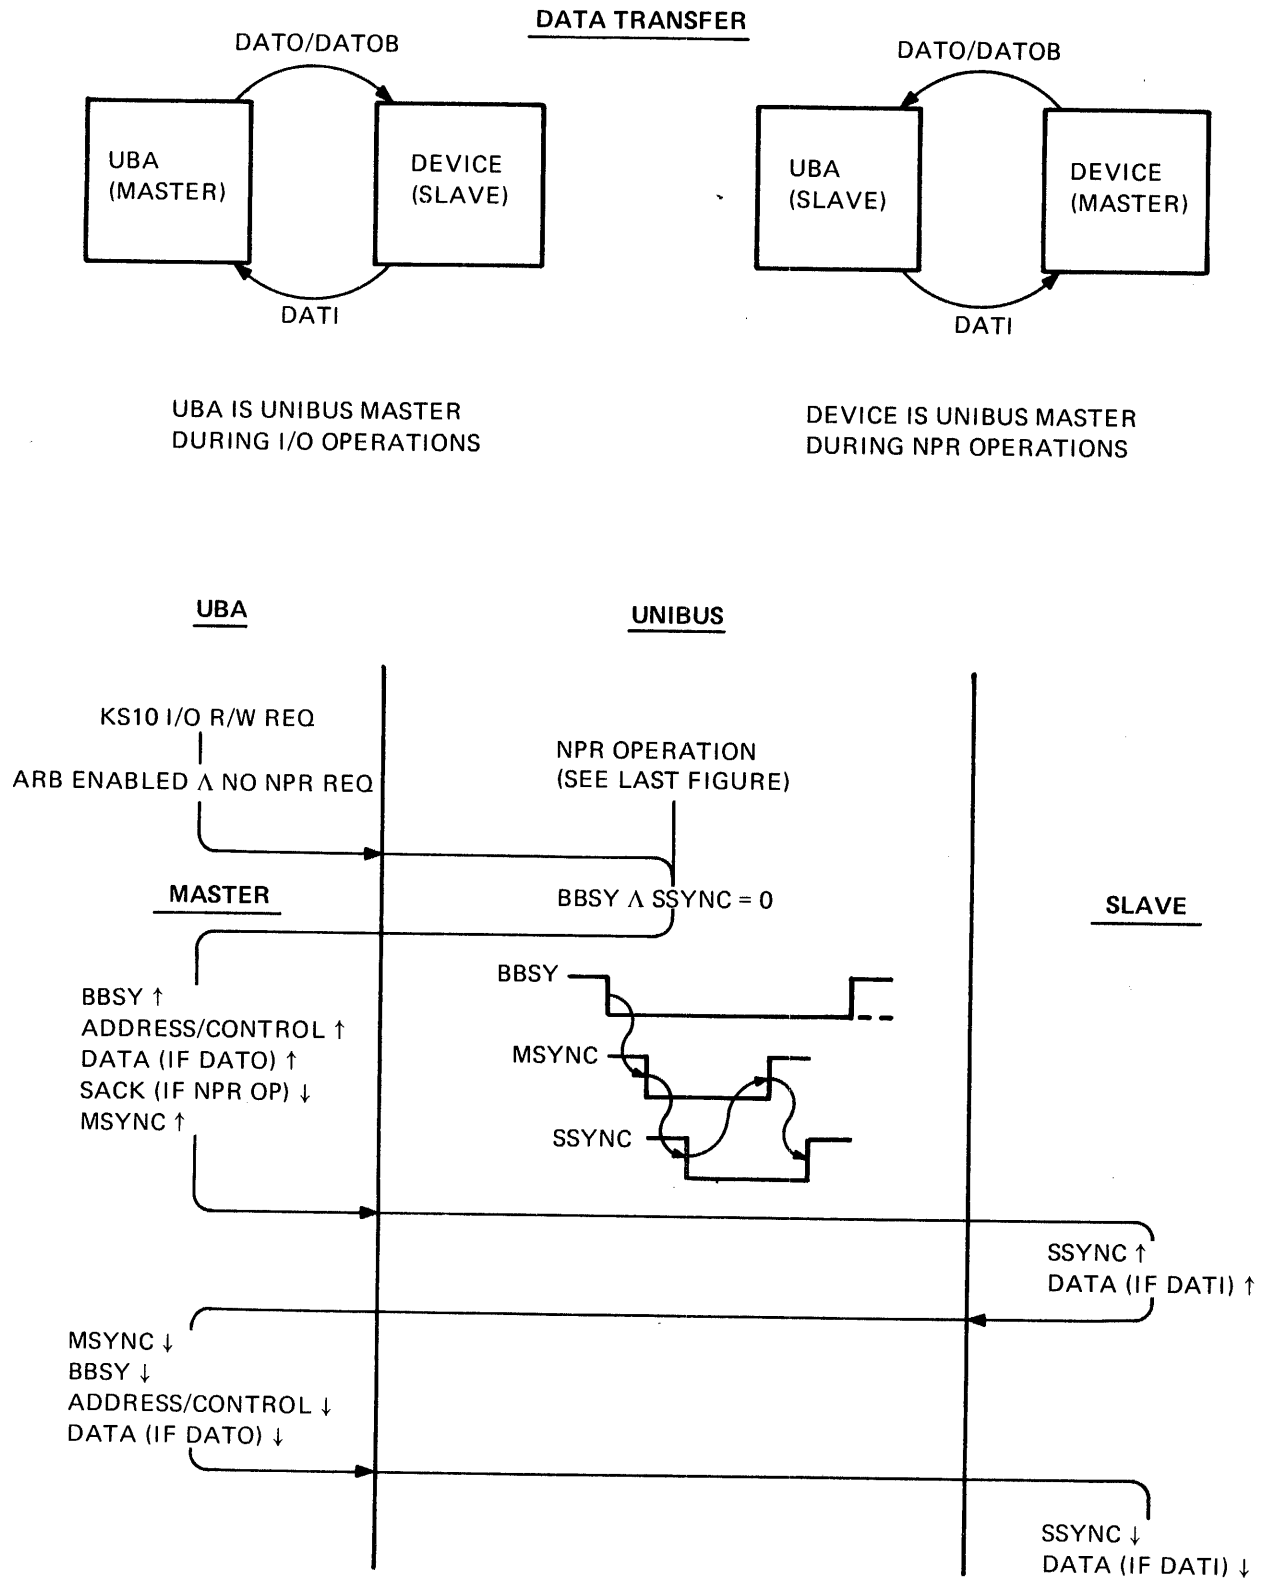 DATA TRANSFER
DATO/DATOB
UBA
(MASTER)
DEVICE
(SLAVE)
DATI
UBA IS UNIBUS MASTER
DURING I/O OPERATIONS
DATO/DATOB
UBA
(SLAVE)
DEVICE
(MASTER)
DATI
DEVICE IS UNIBUS MASTER
DURING NPR OPERATIONS
UBA
UNIBUS
KS10 I/O R/W REQ
ARB ENABLED Λ NO NPR REQ
NPR OPERATION
(SEE LAST FIGURE)
BBSY Λ SSYNC = 0
MASTER
SLAVE
BBSY ↑
ADDRESS/CONTROL ↑
DATA (IF DATO) ↑
SACK (IF NPR OP) ↓
MSYNC ↑
BBSY
MSYNC
SSYNC
SSYNC ↑
DATA (IF DATI) ↑
MSYNC ↓
BBSY ↓
ADDRESS/CONTROL ↓
DATA (IF DATO) ↓
SSYNC ↓
DATA (IF DATI) ↓